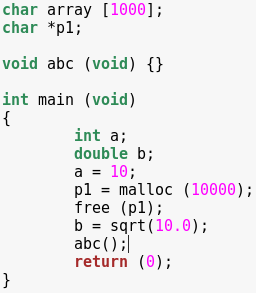 char array [1000];
char *p1;
void abc (void) {}
int main (void)
{
int a;
double b;
a = 10;
p1 = malloc (10000);
free (p1);
b = sqrt(10.0);
abc();
return (0);
}